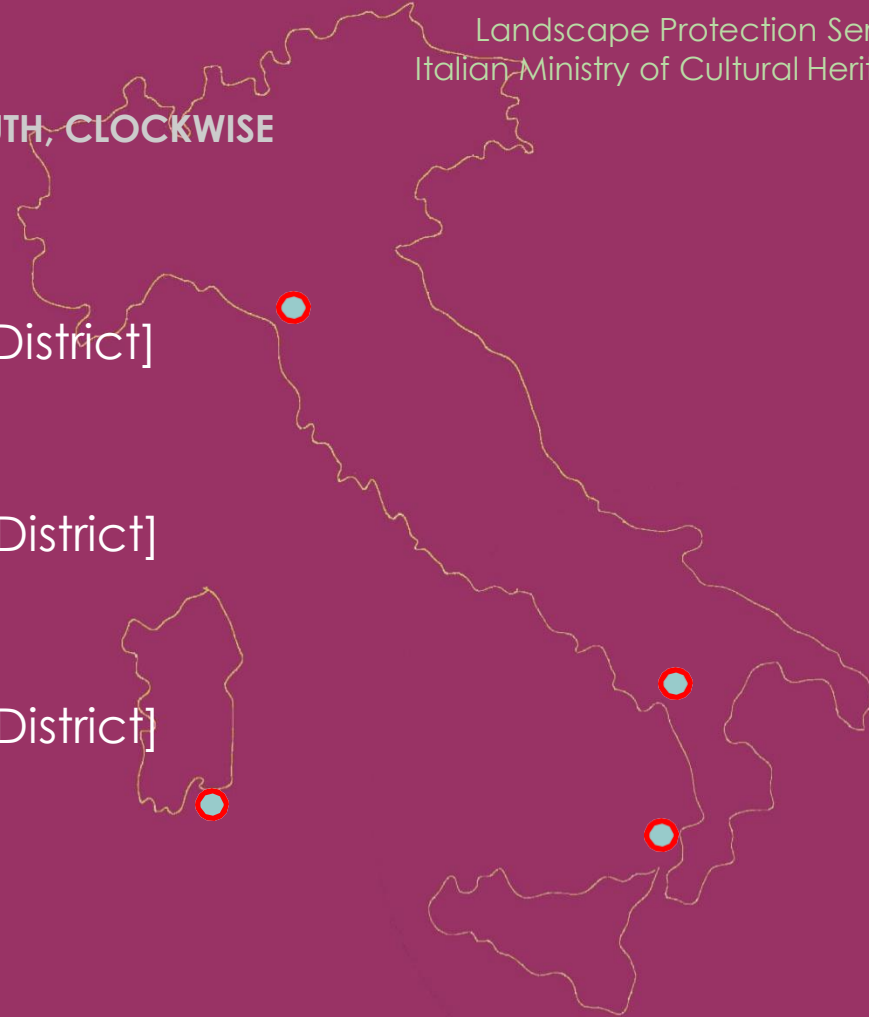 Landscape Protection Ser
Italian Ministry of Cultural Herit
UTH, CLOCKWISE
District]
District]
District]